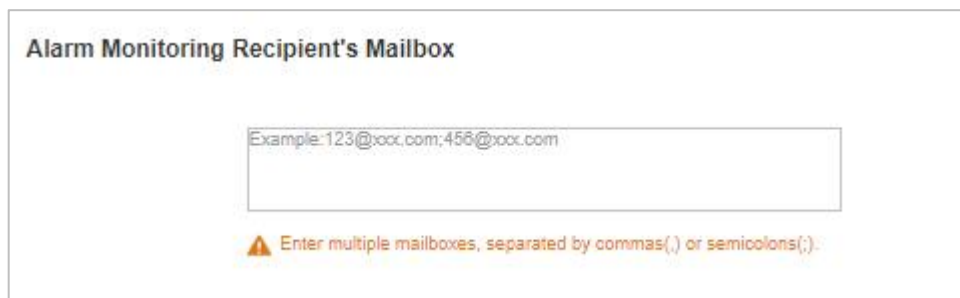 Alarm Monitoring Recipient's Mailbox
Example:123@xxx.com;456@xxx.com
Enter multiple mailboxes, separated by commas(,) or semicolons(;).